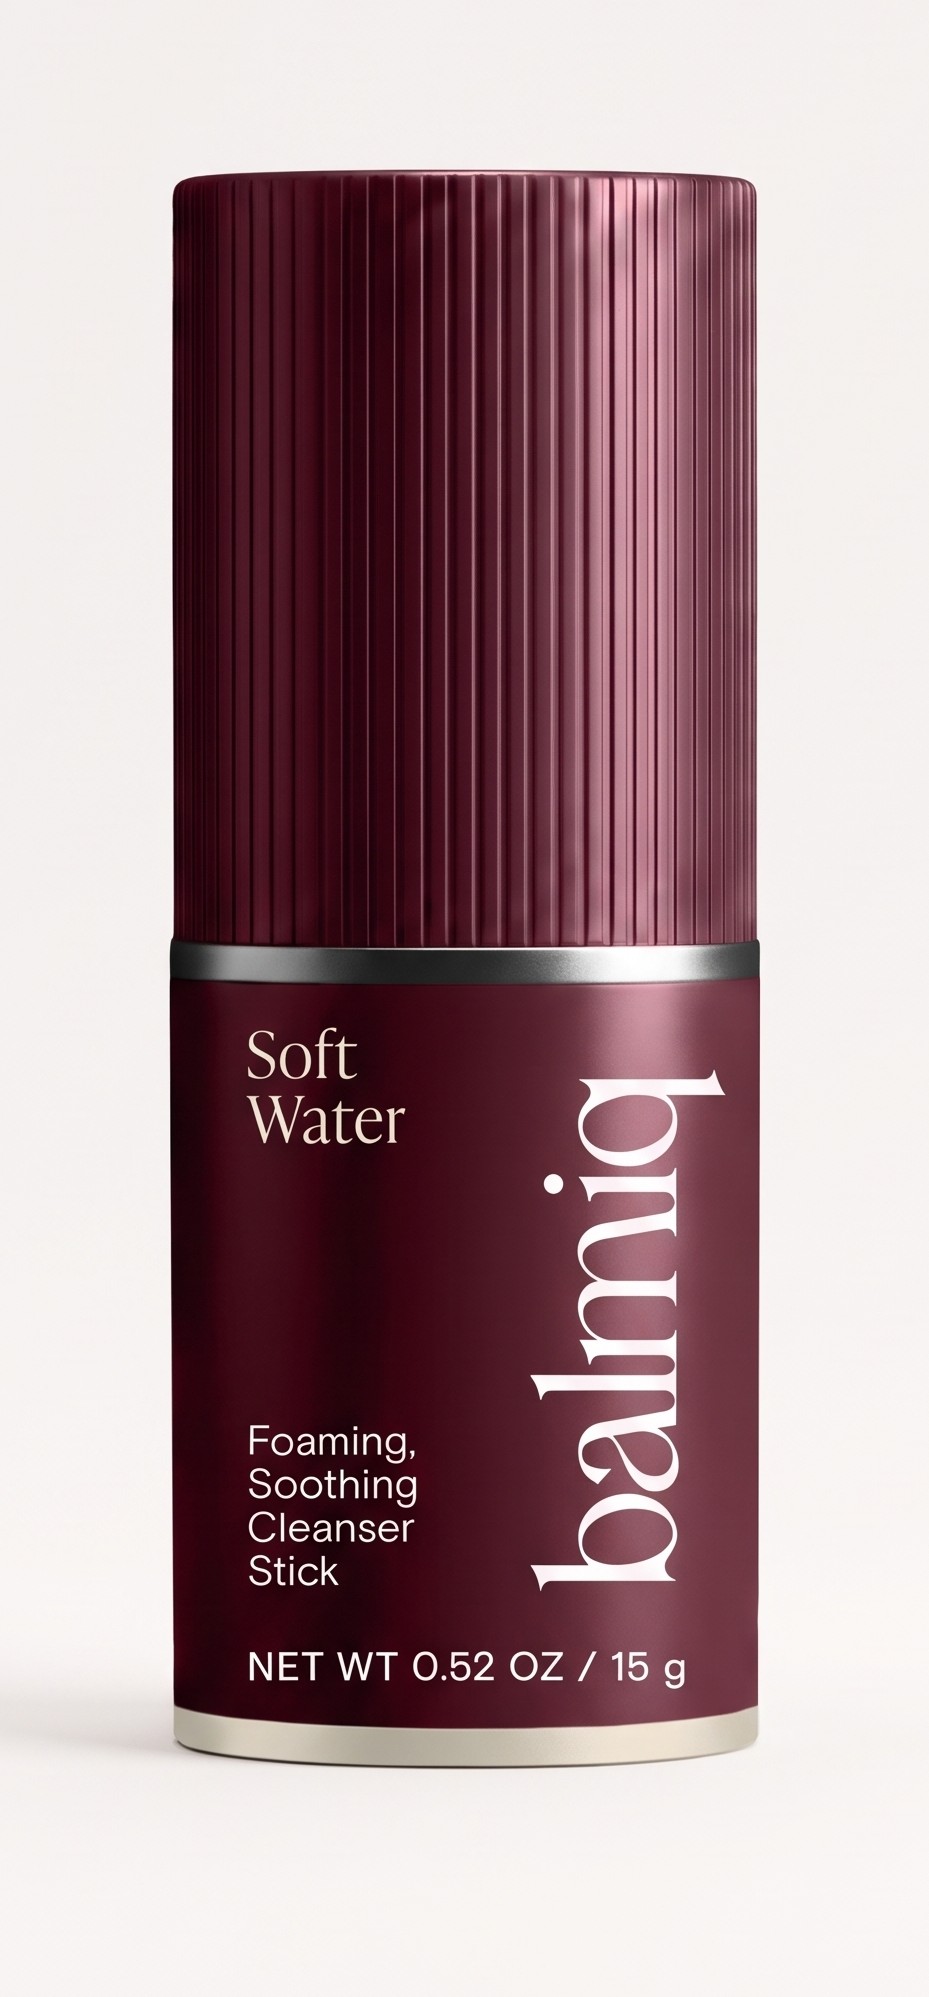 Soft
Water
balmiq
Foaming,
Soothing
Cleanser
Stick
NET WT 0.52 OZ / 15 g